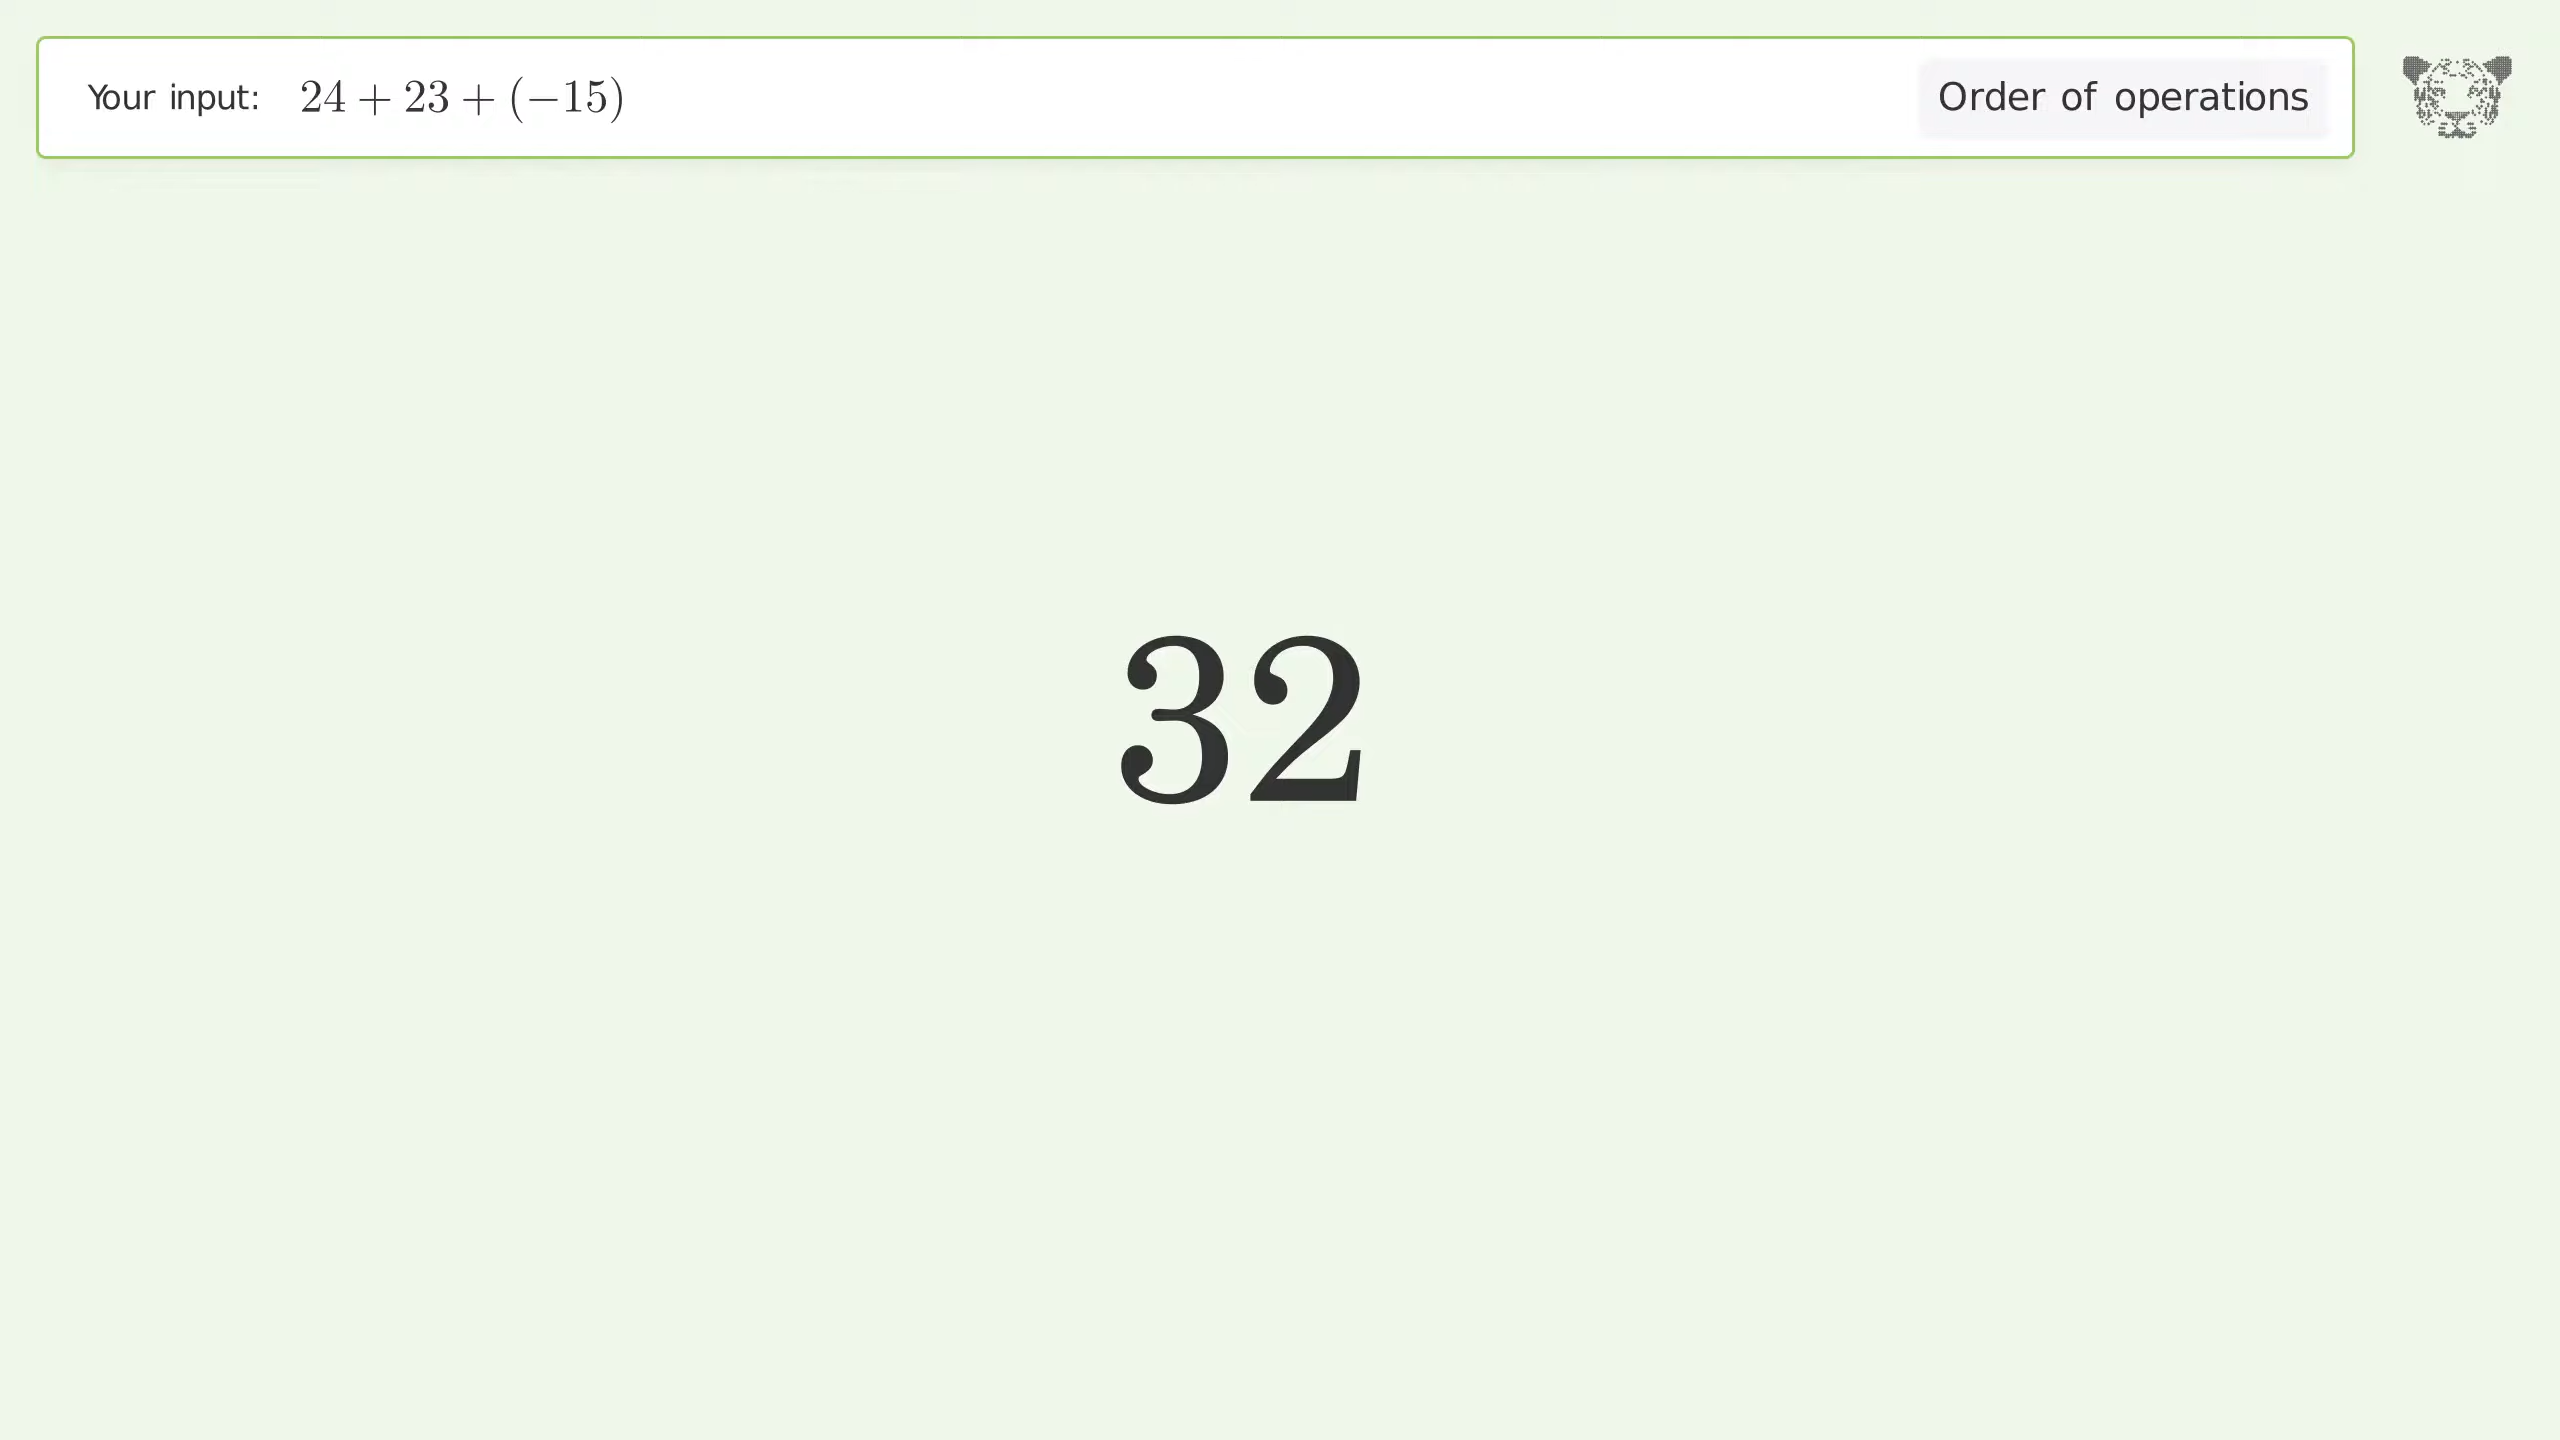 Your input: 24 + 23 + (−15) Order of operations
32